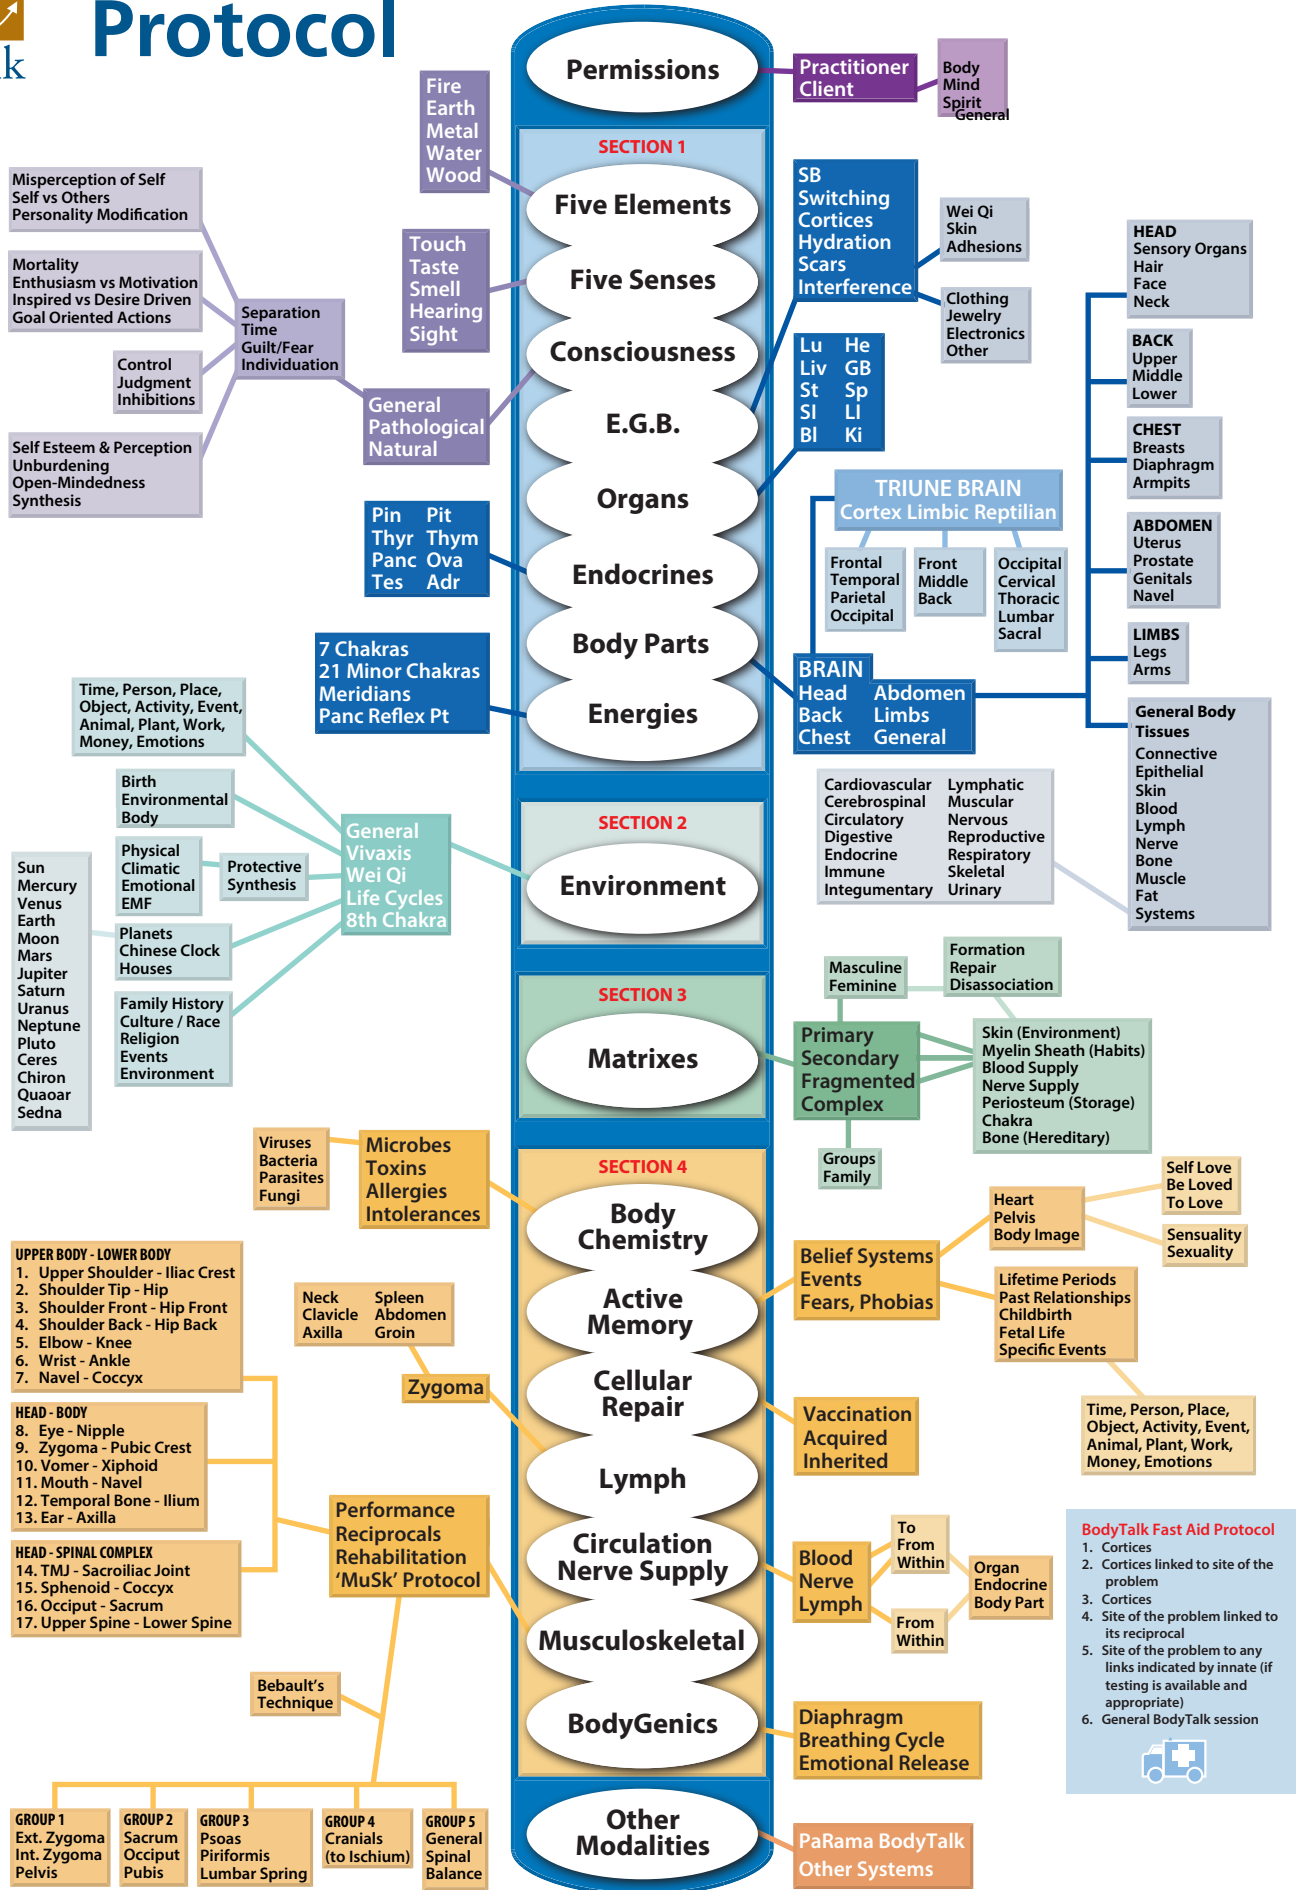 Protocol
lk
Permissions
Practitioner
Client
Body
Mind
Spirit
General
SECTION 1
Five Elements
Fire
Earth
Metal
Water
Wood
Five Senses
Touch
Taste
Smell
Hearing
Sight
Consciousness
General
Pathological
Natural
Separation
Time
Guilt/Fear
Individuation
Misperception of Self
Self vs Others
Personality Modification
Mortality
Enthusiasm vs Motivation
Inspired vs Desire Driven
Goal Oriented Actions
Control
Judgment
Inhibitions
Self Esteem & Perception
Unburdening
Open-Mindedness
Synthesis
E.G.B.
SB
Switching
Cortices
Hydration
Scars
Interference
Wei Qi
Skin
Adhesions
Clothing
Jewelry
Electronics
Other
Organs
Lu He
Liv GB
St Sp
SI LI
Bl Ki
Endocrines
Pin Pit
Thyr Thym
Panc Ova
Tes Adr
Body Parts
BRAIN
Head Abdomen
Back Limbs
Chest General
TRIUNE BRAIN
Cortex Limbic Reptilian
Frontal
Temporal
Parietal
Occipital
Front
Middle
Back
Occipital
Cervical
Thoracic
Lumbar
Sacral
HEAD
Sensory Organs
Hair
Face
Neck
BACK
Upper
Middle
Lower
CHEST
Breasts
Diaphragm
Armpits
ABDOMEN
Uterus
Prostate
Genitals
Navel
LIMBS
Legs
Arms
General Body
Tissues
Connective
Epithelial
Skin
Blood
Lymph
Nerve
Bone
Muscle
Fat
Systems
Cardiovascular Lymphatic
Cerebrospinal Muscular
Circulatory Nervous
Digestive Reproductive
Endocrine Respiratory
Immune Skeletal
Integumentary Urinary
Energies
7 Chakras
21 Minor Chakras
Meridians
Panc Reflex Pt
SECTION 2
Environment
General
Vivaxis
Wei Qi
Life Cycles
8th Chakra
Time, Person, Place,
Object, Activity, Event,
Animal, Plant, Work,
Money, Emotions
Birth
Environmental
Body
Physical
Climatic
Emotional
EMF
Protective
Synthesis
Planets
Chinese Clock
Houses
Sun
Mercury
Venus
Earth
Moon
Mars
Jupiter
Saturn
Uranus
Neptune
Pluto
Ceres
Chiron
Quaoar
Sedna
Family History
Culture / Race
Religion
Events
Environment
SECTION 3
Matrixes
Primary
Secondary
Fragmented
Complex
Masculine
Feminine
Formation
Repair
Disassociation
Skin (Environment)
Myelin Sheath (Habits)
Blood Supply
Nerve Supply
Periosteum (Storage)
Chakra
Bone (Hereditary)
Groups
Family
SECTION 4
Body
Chemistry
Microbes
Toxins
Allergies
Intolerances
Viruses
Bacteria
Parasites
Fungi
Active
Memory
Belief Systems
Events
Fears, Phobias
Heart
Pelvis
Body Image
Self Love
Be Loved
To Love
Sensuality
Sexuality
Lifetime Periods
Past Relationships
Childbirth
Fetal Life
Specific Events
Time, Person, Place,
Object, Activity, Event,
Animal, Plant, Work,
Money, Emotions
Cellular
Repair
Vaccination
Acquired
Inherited
Lymph
Zygoma
Neck Spleen
Clavicle Abdomen
Axilla Groin
Circulation
Nerve Supply
Blood
Nerve
Lymph
To
From
Within
From
Within
Organ
Endocrine
Body Part
Musculoskeletal
Performance
Reciprocals
Rehabilitation
‘MuSk’ Protocol
UPPER BODY - LOWER BODY
1. Upper Shoulder - Iliac Crest
2. Shoulder Tip - Hip
3. Shoulder Front - Hip Front
4. Shoulder Back - Hip Back
5. Elbow - Knee
6. Wrist - Ankle
7. Navel - Coccyx
HEAD - BODY
8. Eye - Nipple
9. Zygoma - Pubic Crest
10. Vomer - Xiphoid
11. Mouth - Navel
12. Temporal Bone - Ilium
13. Ear - Axilla
HEAD - SPINAL COMPLEX
14. TMJ - Sacroiliac Joint
15. Sphenoid - Coccyx
16. Occiput - Sacrum
17. Upper Spine - Lower Spine
Bebault’s
Technique
GROUP 1
Ext. Zygoma
Int. Zygoma
Pelvis
GROUP 2
Sacrum
Occiput
Pubis
GROUP 3
Psoas
Piriformis
Lumbar Spring
GROUP 4
Cranials
(to Ischium)
GROUP 5
General
Spinal
Balance
BodyGenics
Diaphragm
Breathing Cycle
Emotional Release
Other
Modalities
PaRama BodyTalk
Other Systems
BodyTalk Fast Aid Protocol
1. Cortices
2. Cortices linked to site of the
problem
3. Cortices
4. Site of the problem linked to
its reciprocal
5. Site of the problem to any
links indicated by innate (if
testing is available and
appropriate)
6. General BodyTalk session